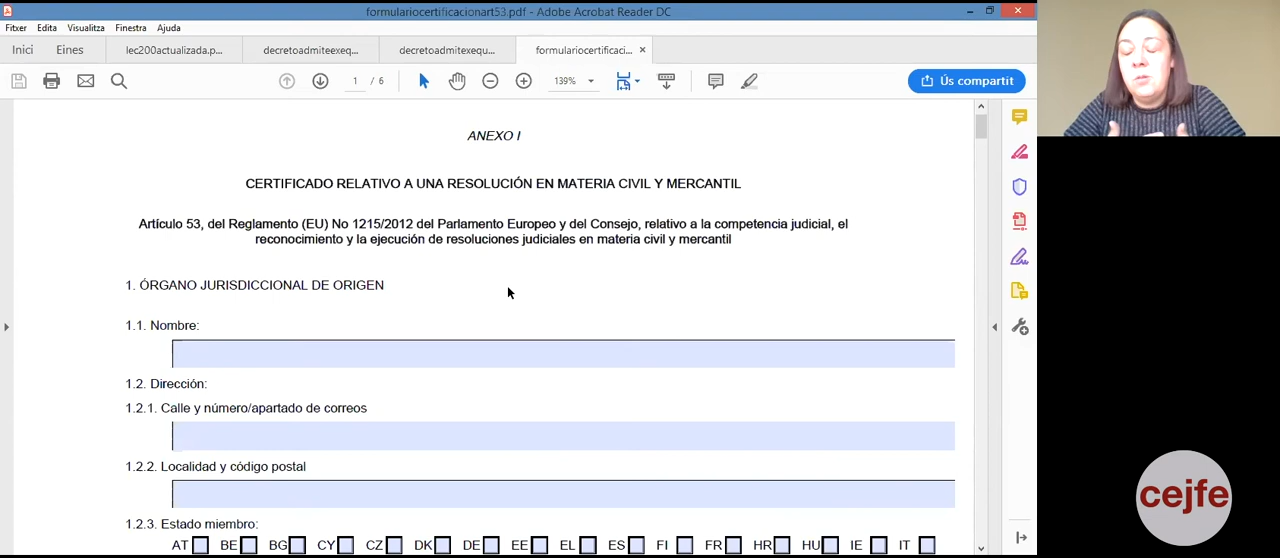 formulariocertificacionart53.pdf - Adobe Acrobat Reader DC
Fitxer Edita Visualitza Finestra Ajuda
Inici Eines lec200actualizada.p... decretoadmiteexeq... decretoadmitexequ... formulariocertificaci... ×
1 / 6 139% Ús compartit
ANEXO I
CERTIFICADO RELATIVO A UNA RESOLUCIÓN EN MATERIA CIVIL Y MERCANTIL
Artículo 53, del Reglamento (EU) No 1215/2012 del Parlamento Europeo y del Consejo, relativo a la competencia judicial, el
reconocimiento y la ejecución de resoluciones judiciales en materia civil y mercantil
1. ÓRGANO JURISDICCIONAL DE ORIGEN
1.1. Nombre:
1.2. Dirección:
1.2.1. Calle y número/apartado de correos
1.2.2. Localidad y código postal
1.2.3. Estado miembro:
AT BE BG CY CZ DK DE EE EL ES FI FR HR HU IE IT
cejfe